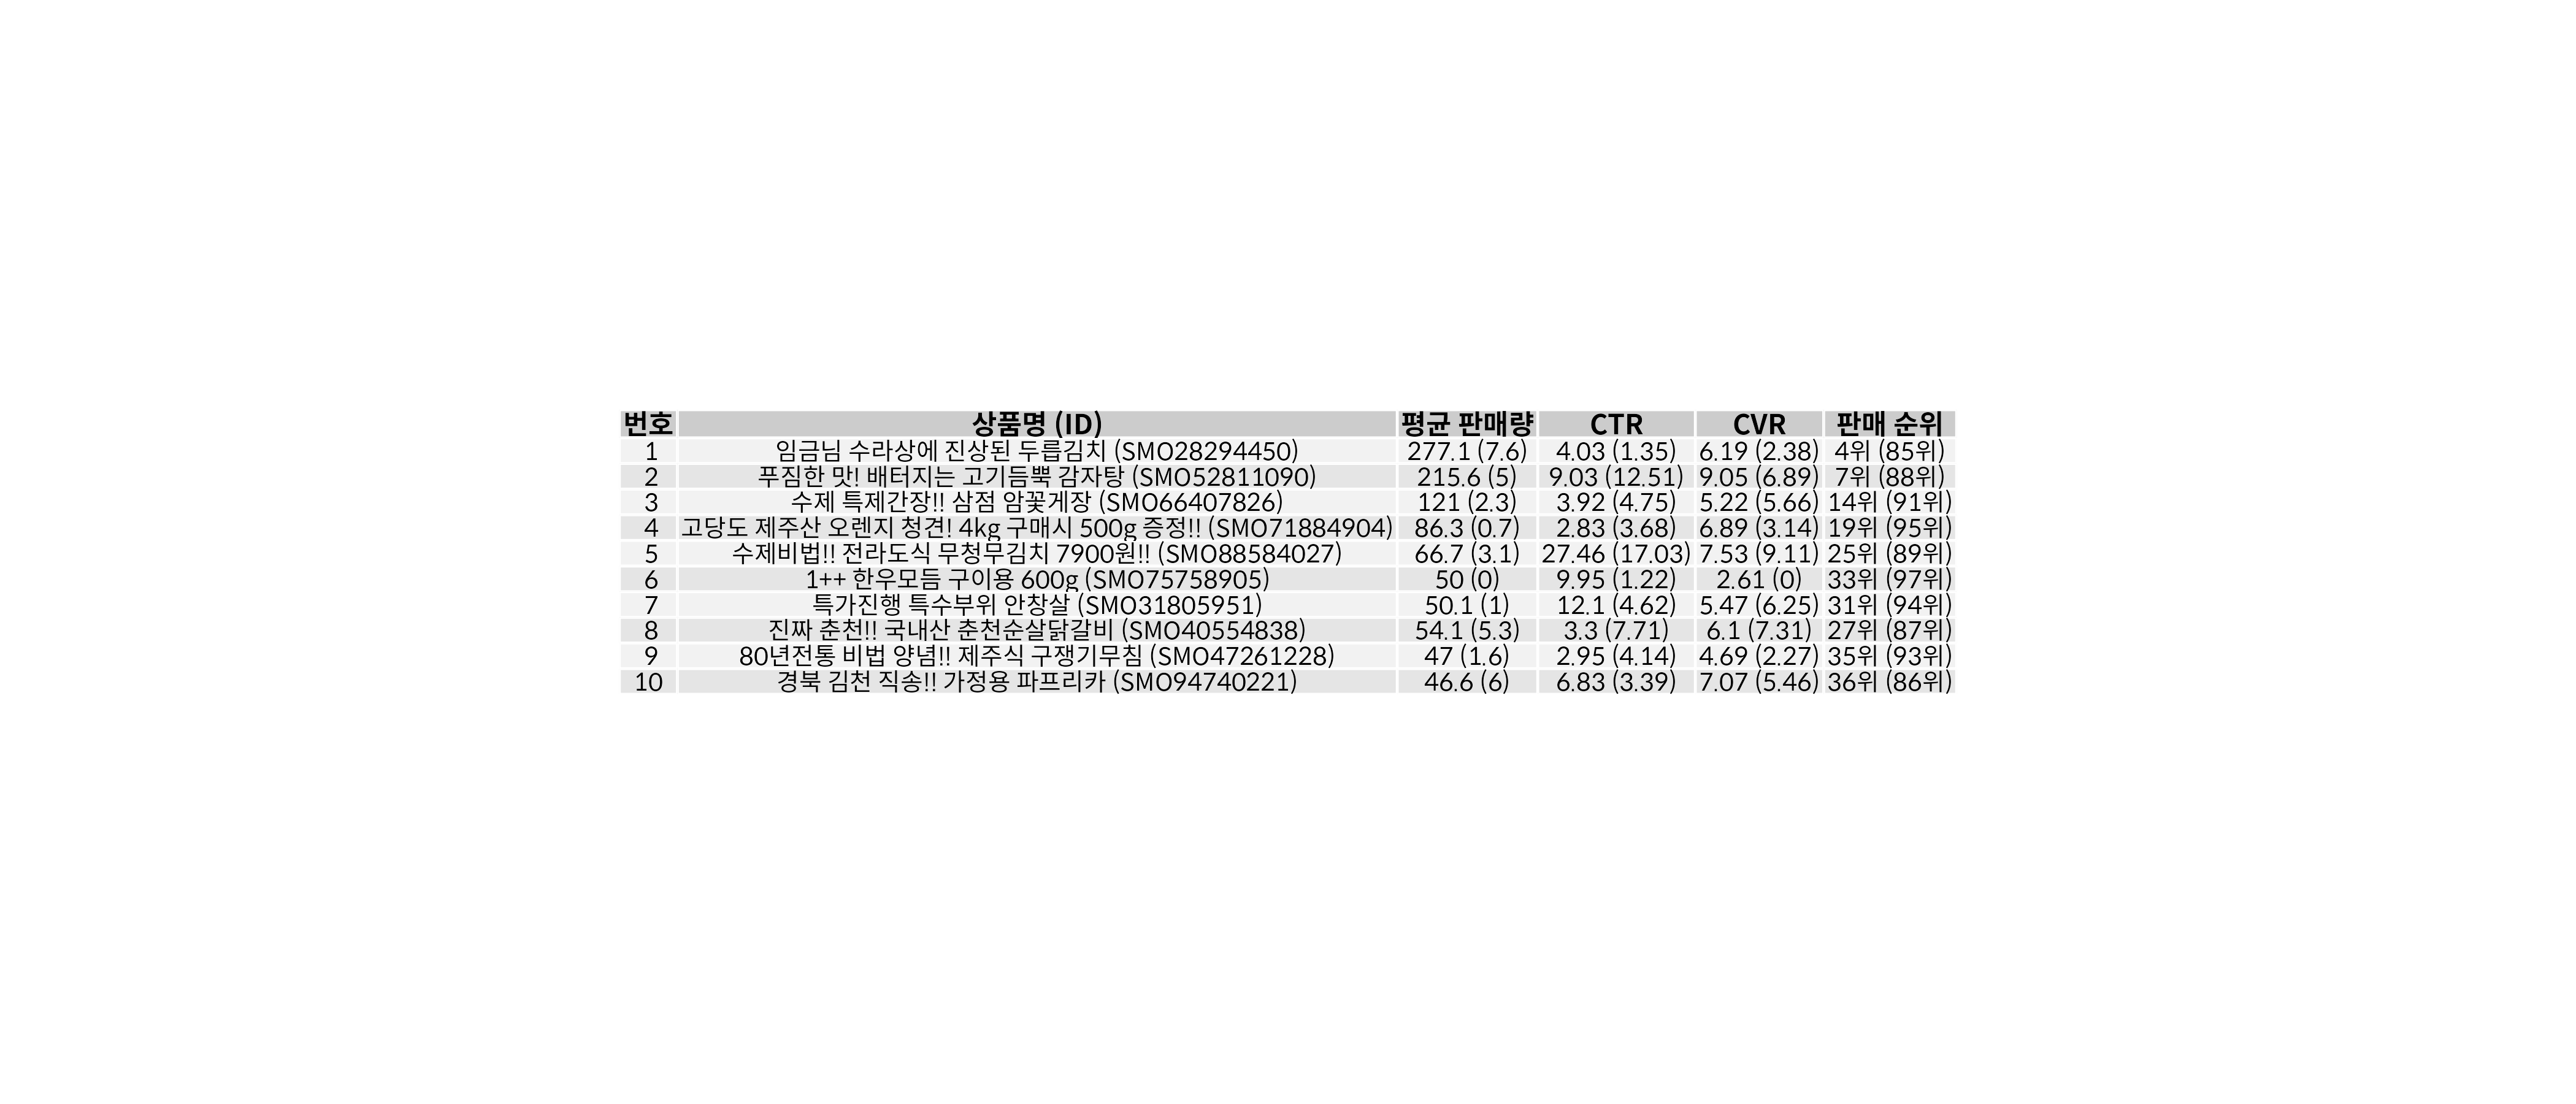 번호 상품명 (ID) 평균 판매량 CTR CVR 판매 순위
1 임금님 수라상에 진상된 두릅김치 (SMO28294450) 277.1 (7.6) 4.03 (1.35) 6.19 (2.38) 4위 (85위)
2 푸짐한 맛! 배터지는 고기듬뿍 감자탕 (SMO52811090) 215.6 (5) 9.03 (12.51) 9.05 (6.89) 7위 (88위)
3 수제 특제간장!! 삼점 암꽃게장 (SMO66407826) 121 (2.3) 3.92 (4.75) 5.22 (5.66) 14위 (91위)
4 고당도 제주산 오렌지 청견! 4kg 구매시 500g 증정!! (SMO71884904) 86.3 (0.7) 2.83 (3.68) 6.89 (3.14) 19위 (95위)
5 수제비법!! 전라도식 무청무김치 7900원!! (SMO88584027) 66.7 (3.1) 27.46 (17.03) 7.53 (9.11) 25위 (89위)
6 1++ 한우모듬 구이용 600g (SMO75758905) 50 (0) 9.95 (1.22) 2.61 (0) 33위 (97위)
7 특가진행 특수부위 안창살 (SMO31805951) 50.1 (1) 12.1 (4.62) 5.47 (6.25) 31위 (94위)
8 진짜 춘천!! 국내산 춘천순살닭갈비 (SMO40554838) 54.1 (5.3) 3.3 (7.71) 6.1 (7.31) 27위 (87위)
9 80년전통 비법 양념!! 제주식 구쟁기무침 (SMO47261228) 47 (1.6) 2.95 (4.14) 4.69 (2.27) 35위 (93위)
10 경북 김천 직송!! 가정용 파프리카 (SMO94740221) 46.6 (6) 6.83 (3.39) 7.07 (5.46) 36위 (86위)